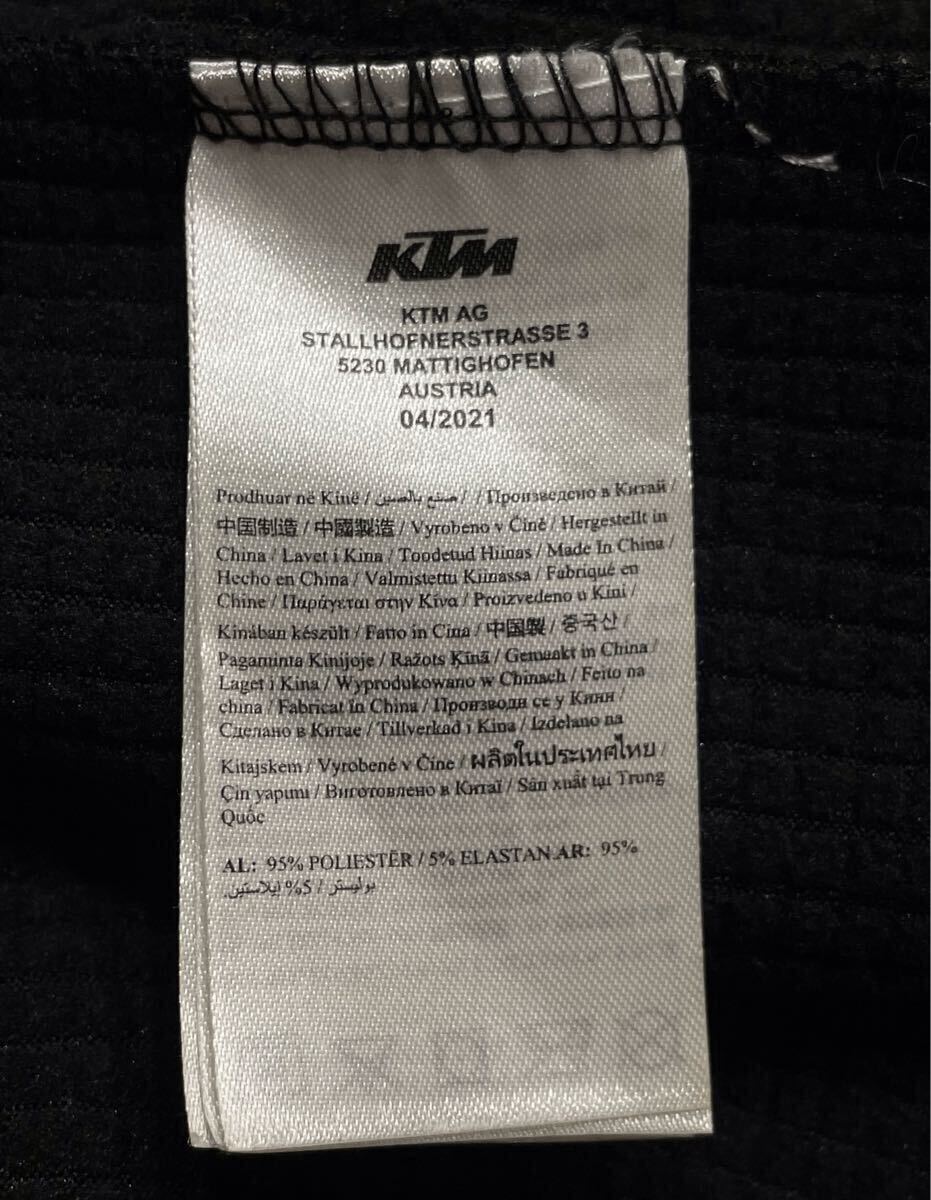 KTM
KTM AG
STALLHOFNERSTRASSE 3
5230 MATTIGHOFEN
AUSTRIA
04/2021
Prodhuar në Kinë / صنع بالصين / / Произведено в Китай /
中国制造 / 中國製造 / Vyrobeno v Číně / Hergestellt in
China / Lavet i Kina / Toodetud Hiinas / Made In China /
Hecho en China / Valmistettu Kiinassa / Fabriqué en
Chine / Παράγεται στην Κίνα / Proizvedeno u Kini /
Kínában készült / Fatto in Cina / 中国製 / 중국산 /
Pagaminta Kinijoje / Ražots Ķīnā / Gemaakt in China /
Laget i Kina / Wyprodukowano w Chinach / Feito na
china / Fabricat în China / Производи се у Кини /
Сделано в Китае / Tillverkad i Kina / Izdelano na
Kitajskem / Vyrobené v Číne / ผลิตในประเทศไทย /
Çin yapımı / Виготовлено в Китаї / Sản xuất tại Trung
Quốc
AL: 95% POLIESTËR / 5% ELASTAN AR: 95%
بوليستر / 5% إيلاستين.